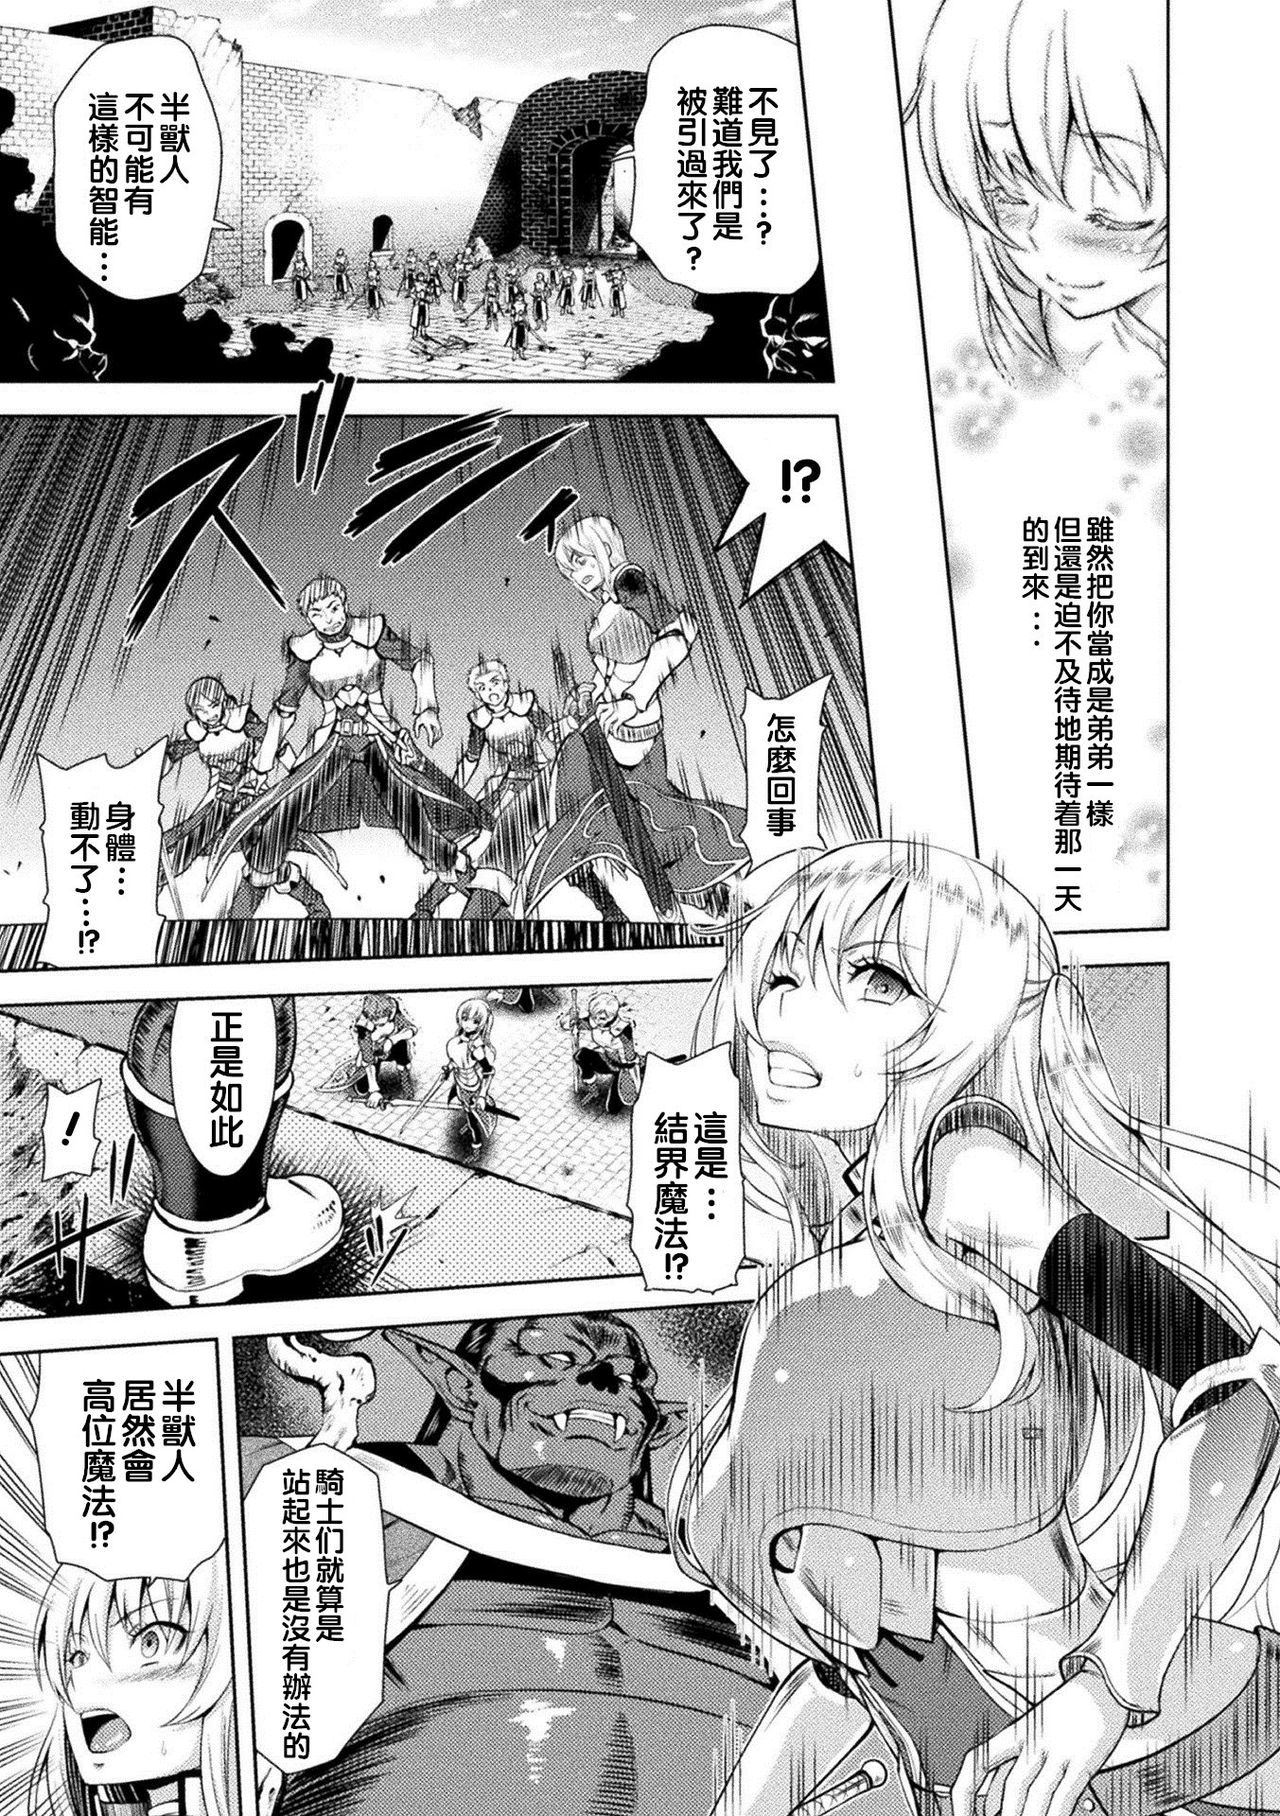 雖然把你當成是弟弟一樣
但還是迫不及待地期待着那一天
的到來...
不見了...?
難道我們是
被引過來了?
半獸人
不可能有
這樣的智能...
!?
ズン
怎麼回事
身體...
動不了...!?
這是...
結界魔法!?
正是如此
!
騎士们就算是
站起來也是沒有辦法的
半獸人
居然會
高位魔法!?